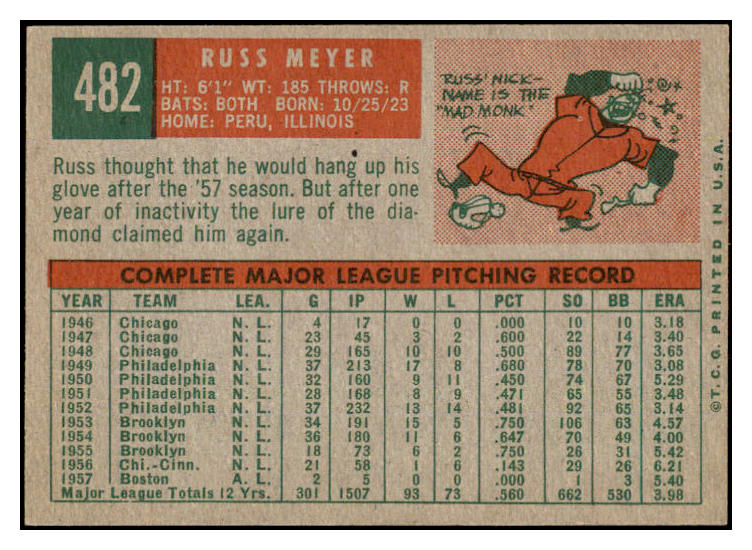 482
RUSS MEYER
HT: 6'1" WT: 185 THROWS: R
BATS: BOTH BORN: 10/25/23
HOME: PERU, ILLINOIS
RUSS' NICK-
NAME IS THE
"MAD MONK"
Russ thought that he would hang up his
glove after the '57 season. But after one
year of inactivity the lure of the dia-
mond claimed him again.
COMPLETE MAJOR LEAGUE PITCHING RECORD
YEAR TEAM LEA. G IP W L PCT SO BB ERA
1946 Chicago N. L. 4 17 0 0 .000 10 10 3.18
1947 Chicago N. L. 23 45 3 2 .600 22 14 3.40
1948 Chicago N. L. 29 165 10 10 .500 89 77 3.65
1949 Philadelphia N. L. 37 213 17 8 .680 78 70 3.08
1950 Philadelphia N. L. 32 160 9 11 .450 74 67 5.29
1951 Philadelphia N. L. 28 168 8 9 .471 65 55 3.48
1952 Philadelphia N. L. 37 232 13 14 .481 92 65 3.14
1953 Brooklyn N. L. 34 191 15 5 .750 106 63 4.57
1954 Brooklyn N. L. 36 180 11 6 .647 70 49 4.00
1955 Brooklyn N. L. 18 73 6 2 .750 26 31 5.42
1956 Chi.-Cinn. N. L. 21 58 1 6 .143 29 26 6.21
1957 Boston A. L. 2 5 0 0 .000 1 3 5.40
Major League Totals 12 Yrs. 301 1507 93 73 .560 662 530 3.98
©T.C.G. PRINTED IN U.S.A.